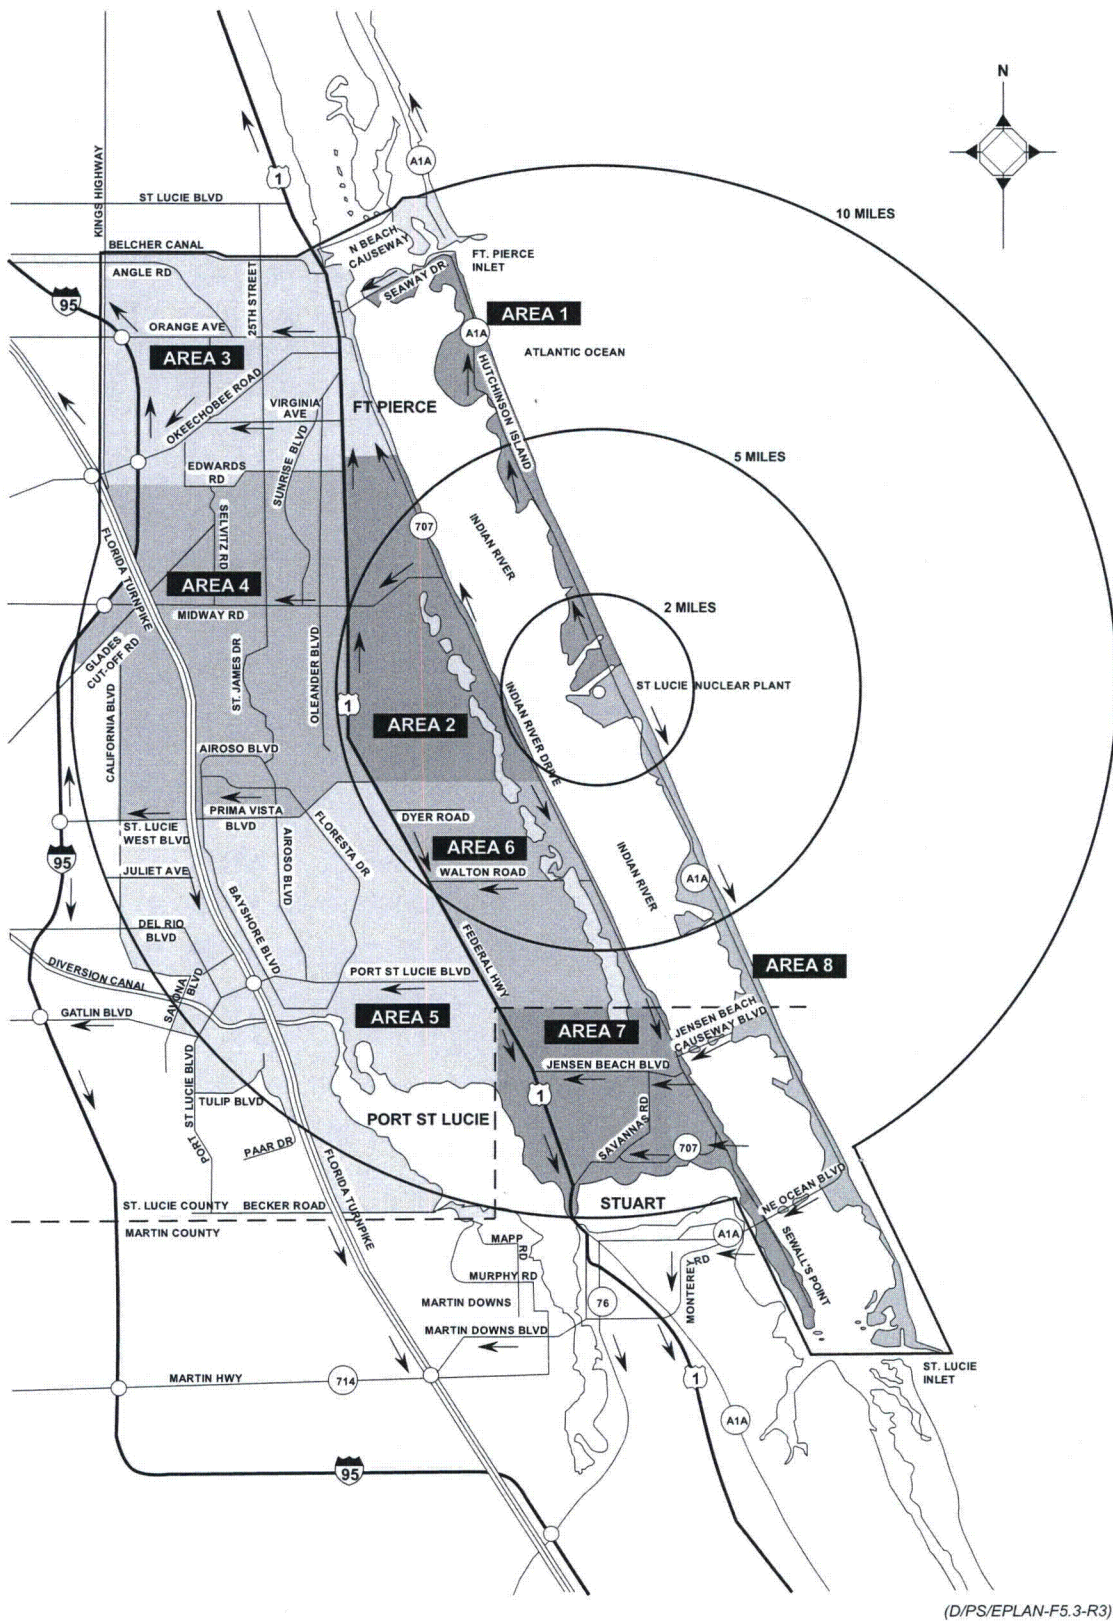 N
KINGS HIGHWAY
A1A
1
ST LUCIE BLVD
10 MILES
BELCHER CANAL
N BEACH
CAUSEWAY
FT. PIERCE
INLET
ANGLE RD
25TH STREET
SEAWAY DR.
95
AREA 1
ORANGE AVE
A1A
AREA 3
ATLANTIC OCEAN
HUTCHINSON ISLAND
OKEECHOBEE ROAD
VIRGINIA
AVE
FT PIERCE
SUNRISE BLVD
5 MILES
EDWARDS
RD
SELVITZ RD
707
INDIAN RIVER
FLORIDA TURNPIKE
AREA 4
MIDWAY RD
2 MILES
GLADES
CUT-OFF RD
ST. JAMES DR
OLEANDER BLVD
CALIFORNIA BLVD
ST LUCIE NUCLEAR PLANT
1
AREA 2
INDIAN RIVER DRIVE
AIROSO BLVD
PRIMA VISTA
BLVD
ST. LUCIE
WEST BLVD
DYER ROAD
FLORESTA DR
AIROSO BLVD
AREA 6
95
JULIET AVE
WALTON ROAD
INDIAN RIVER
A1A
BAYSHORE BLVD
DEL RIO
BLVD
FEDERAL HWY
DIVERSION CANAL
SAVONA
BLVD
PORT ST LUCIE BLVD
AREA 8
GATLIN BLVD
AREA 5
AREA 7
JENSEN BEACH
CAUSEWAY BLVD
JENSEN BEACH BLVD
PORT ST LUCIE BLVD
TULIP BLVD
1
PORT ST LUCIE
SAVANNAS RD
PAAR DR
707
FLORIDA TURNPIKE
NE OCEAN BLVD
ST. LUCIE COUNTY
BECKER ROAD
STUART
MARTIN COUNTY
A1A
SEWALL'S POINT
MAPP
RD
MONTEREY
RD
MURPHY RD
MARTIN DOWNS
76
MARTIN DOWNS BLVD
ST. LUCIE
INLET
MARTIN HWY
714
1
A1A
95
(D/PS/EPLAN-F5.3-R3)